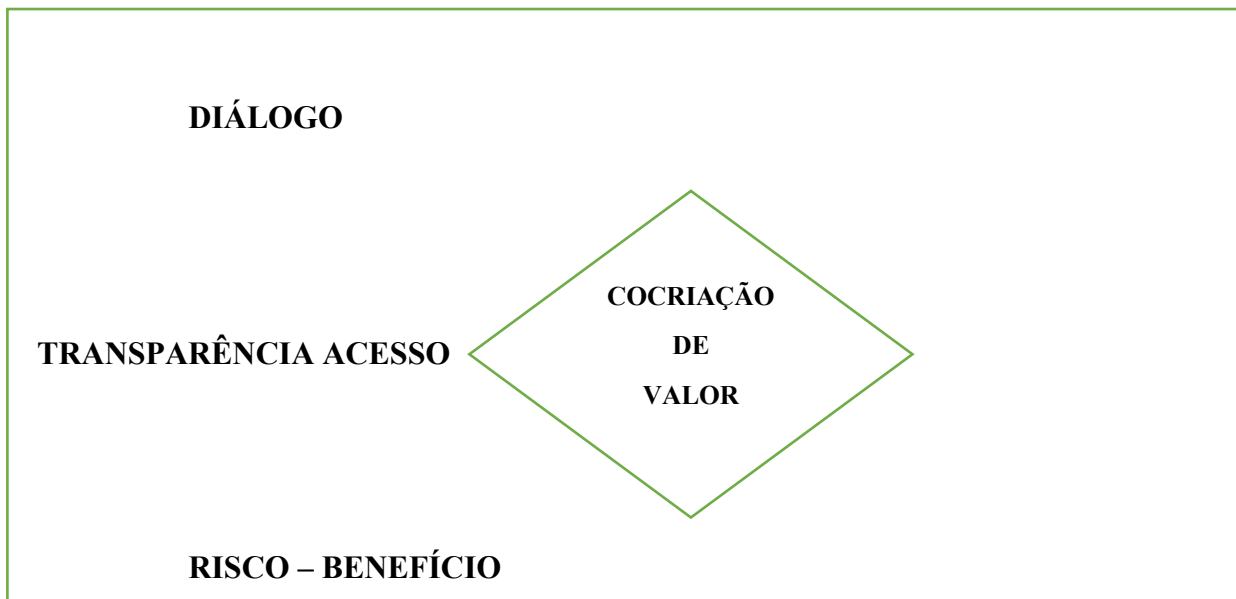 DIÁLOGO
COCRIAÇÃO
DE
TRANSPARÊNCIA ACESSO
VALOR
RISCO – BENEFÍCIO